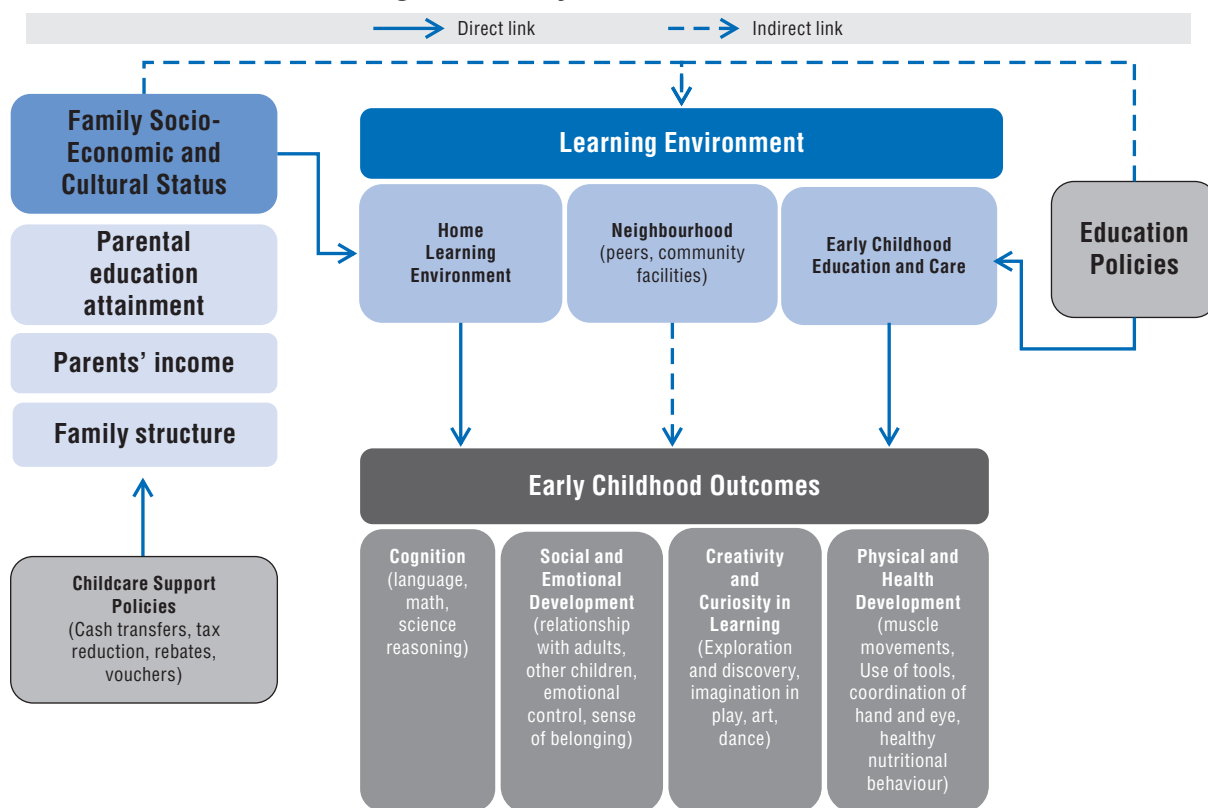 Direct link
Indirect link
Family Socio-
Economic and
Cultural Status
Parental
education
attainment
Parents' income
Family structure
Childcare Support
Policies
(Cash transfers, tax
reduction, rebates,
vouchers)
Learning Environment
Home
Learning
Environment
Neighbourhood
(peers, community
facilities)
Early Childhood
Education and Care
Education
Policies
Early Childhood Outcomes
Cognition
(language,
math,
science
reasoning)
Social and
Emotional
Development
(relationship
with adults,
other children,
emotional
control, sense
of belonging)
Creativity
and
Curiosity in
Learning
(Exploration
and discovery,
imagination in
play, art,
dance)
Physical and
Health
Development
(muscle
movements,
Use of tools,
coordination of
hand and eye,
healthy
nutritional
behaviour)